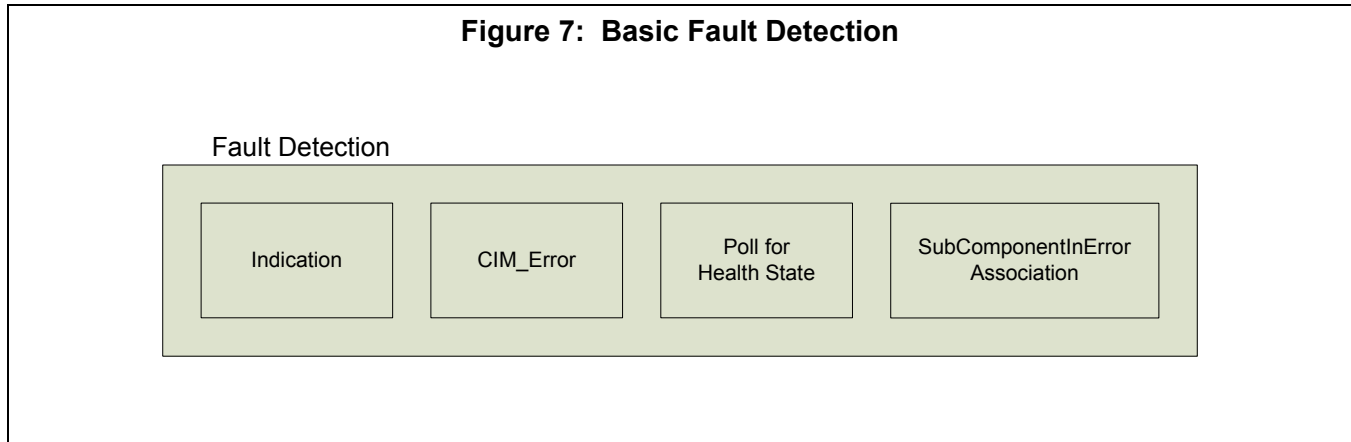 Figure 7: Basic Fault Detection
Fault Detection
Indication
CIM_Error
Poll for
Health State
SubComponentInError
Association